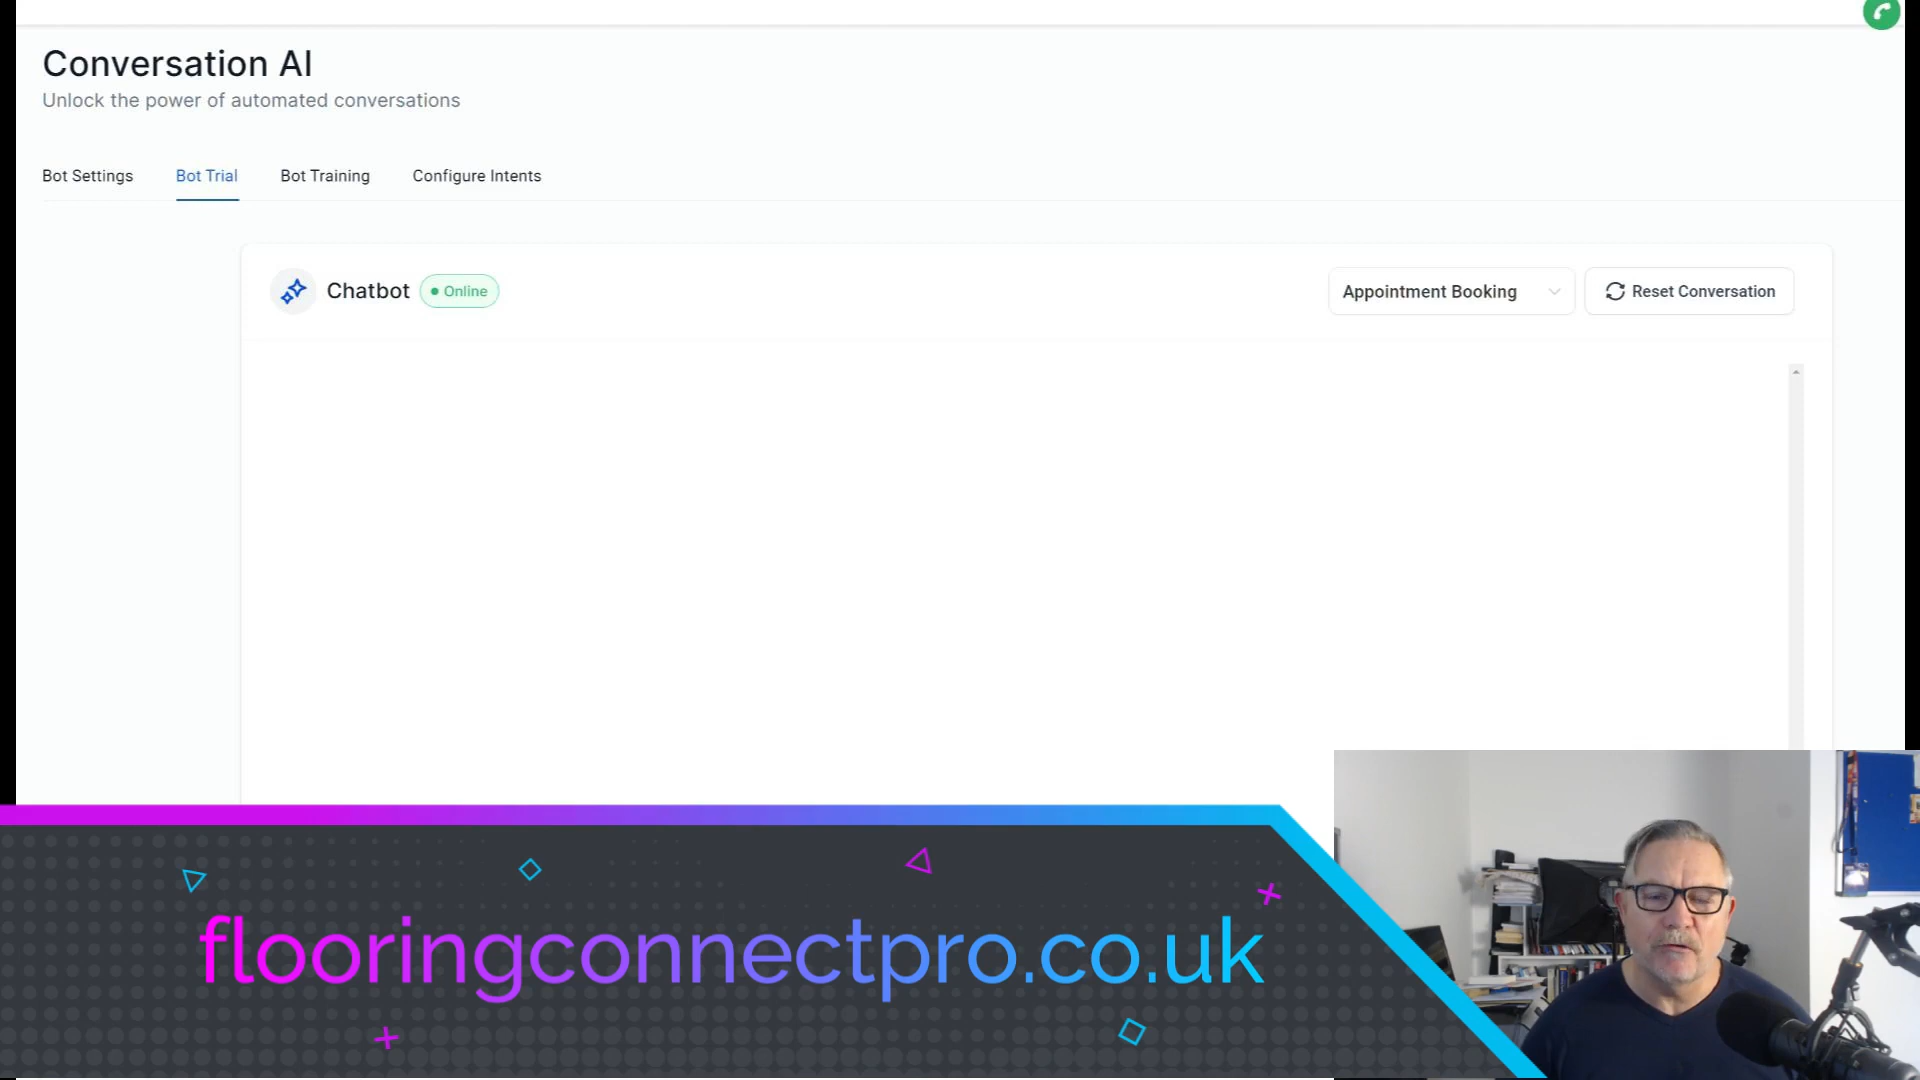 Conversation AI
Unlock the power of automated conversations
Bot Settings Bot Trial Bot Training Configure Intents
Chatbot Online Appointment Booking Reset Conversation
flooringconnectpro.co.uk